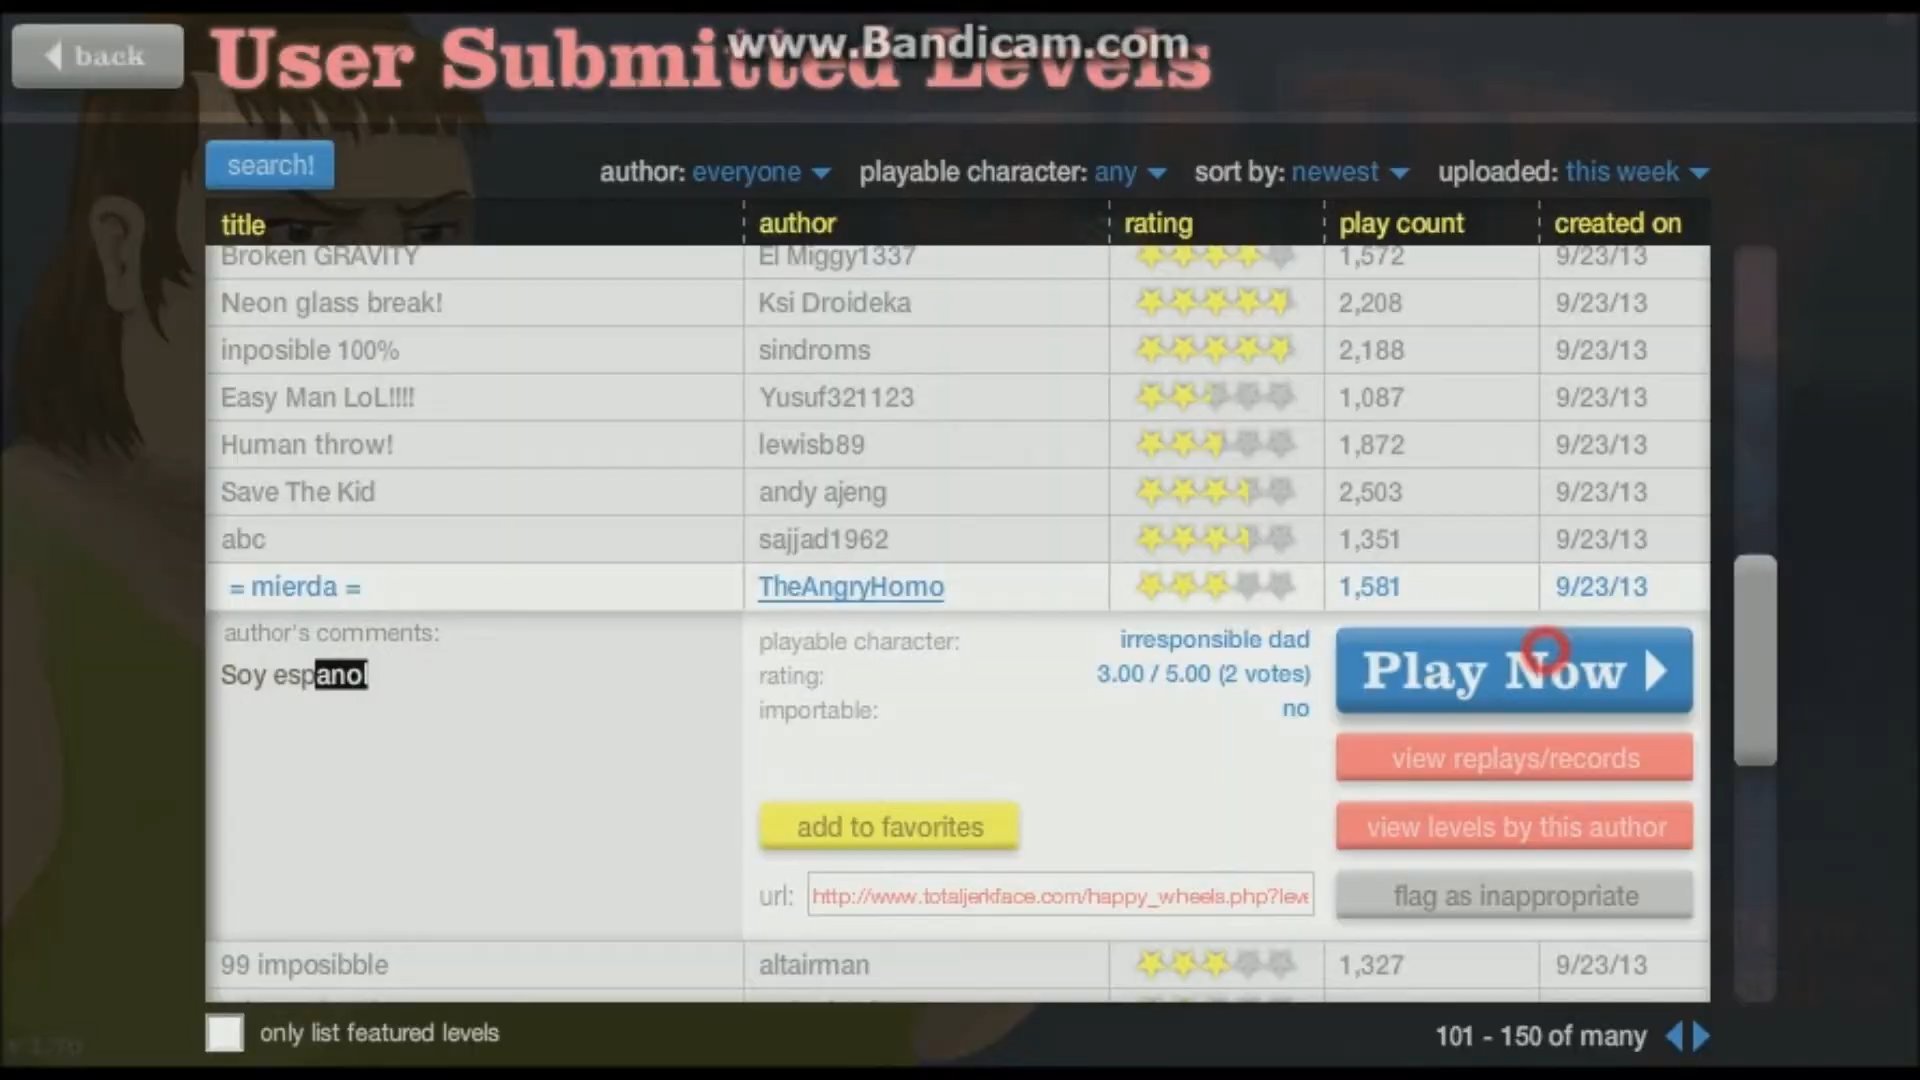 back
User Submitted Levels
www.Bandicam.com
search!
author: everyone
playable character: any
sort by: newest
uploaded: this week
title author rating play count created on
Broken GRAVITY El Miggy1337 1,572 9/23/13
Neon glass break! Ksi Droideka 2,208 9/23/13
inposible 100% sindroms 2,188 9/23/13
Easy Man LoL!!!! Yusuf321123 1,087 9/23/13
Human throw! lewisb89 1,872 9/23/13
Save The Kid andy ajeng 2,503 9/23/13
abc sajjad1962 1,351 9/23/13
= mierda = TheAngryHomo 1,581 9/23/13
author's comments:
Soy espanol
playable character: irresponsible dad
rating: 3.00 / 5.00 (2 votes)
importable: no
add to favorites
url: http://www.totaljerkface.com/happy_wheels.php?leve
Play Now
view replays/records
view levels by this author
flag as inappropriate
99 imposibble altairman 1,327 9/23/13
only list featured levels
101 - 150 of many